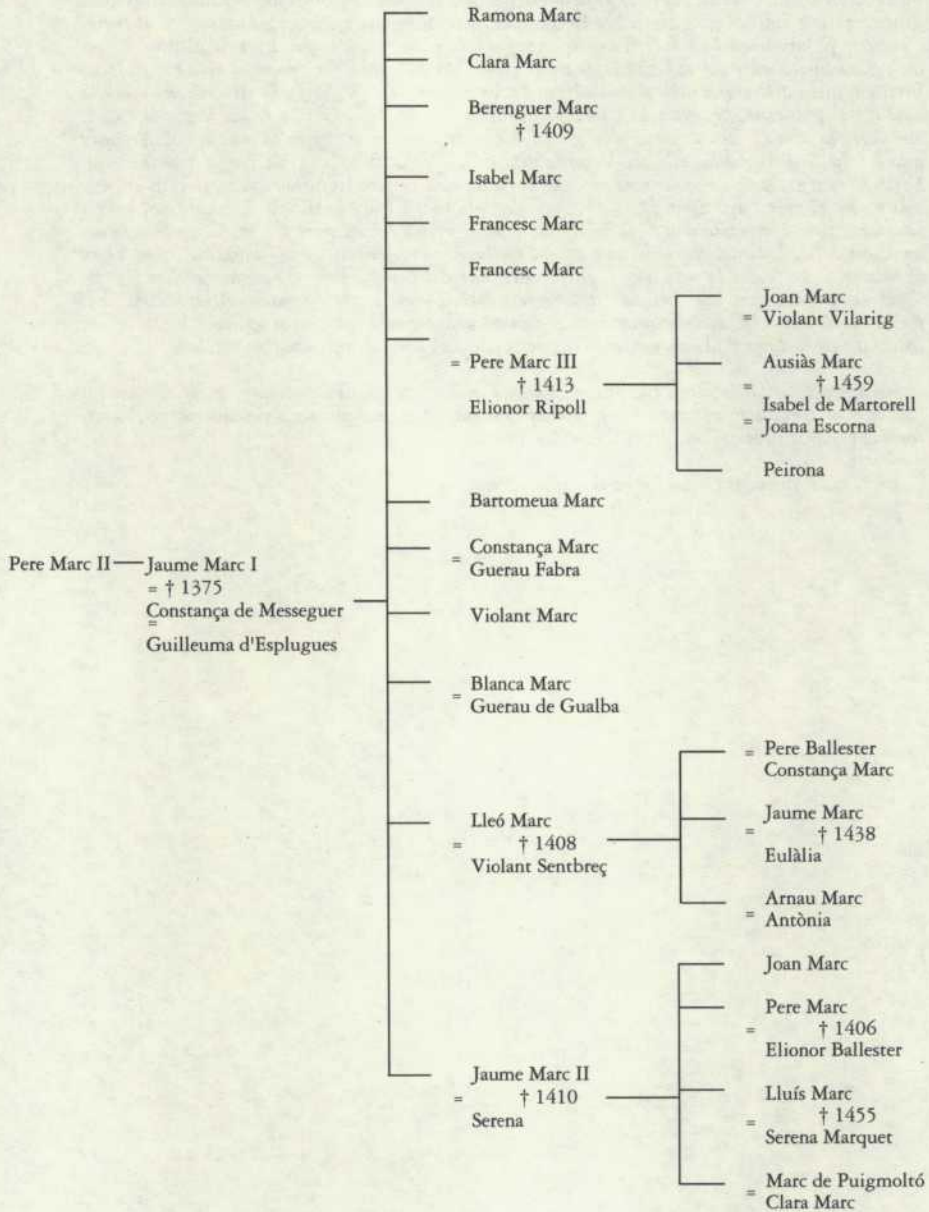 Ramona Marc
Clara Marc
Berenguer Marc
† 1409
Isabel Marc
Francesc Marc
Francesc Marc
= Pere Marc III
† 1413
Elionor Ripoll
Joan Marc
= Violant Vilaritg
Ausiàs Marc
= † 1459
Isabel de Martorell
= Joana Escorna
Peirona
Bartomeua Marc
Pere Marc II
Jaume Marc I
= † 1375
Constança de Messeguer
=
Guilleuma d'Esplugues
= Constança Marc
Guerau Fabra
Violant Marc
= Blanca Marc
Guerau de Gualba
Lleó Marc
= † 1408
Violant Sentbreç
= Pere Ballester
Constança Marc
Jaume Marc
= † 1438
Eulàlia
= Arnau Marc
Antònia
Jaume Marc II
= † 1410
Serena
Joan Marc
Pere Marc
= † 1406
Elionor Ballester
Lluís Marc
= † 1455
Serena Marquet
= Marc de Puigmoltó
Clara Marc